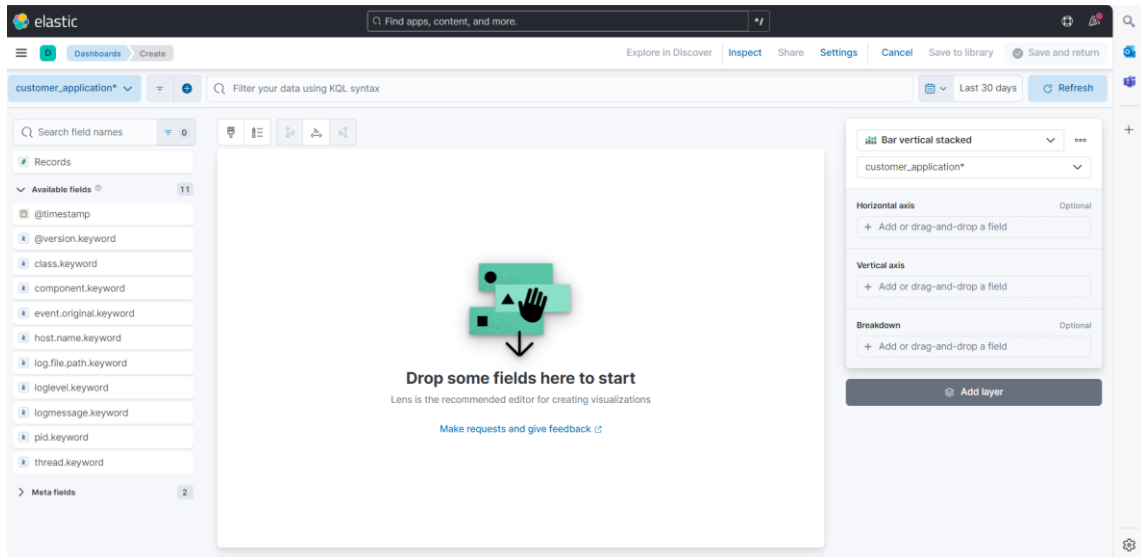 elastic
Find apps, content, and more.
^/
D
Dashboards
Create
Explore in Discover
Inspect
Share
Settings
Cancel
Save to library
Save and return
customer_application*
Filter your data using KQL syntax
Last 30 days
Refresh
Search field names
0
Records
Available fields
11
@timestamp
@version.keyword
class.keyword
component.keyword
event.original.keyword
host.name.keyword
log.file.path.keyword
loglevel.keyword
logmessage.keyword
pid.keyword
thread.keyword
Meta fields
2
Drop some fields here to start
Lens is the recommended editor for creating visualizations
Make requests and give feedback
Bar vertical stacked
customer_application*
Horizontal axis
Optional
+ Add or drag-and-drop a field
Vertical axis
+ Add or drag-and-drop a field
Breakdown
Optional
+ Add or drag-and-drop a field
Add layer